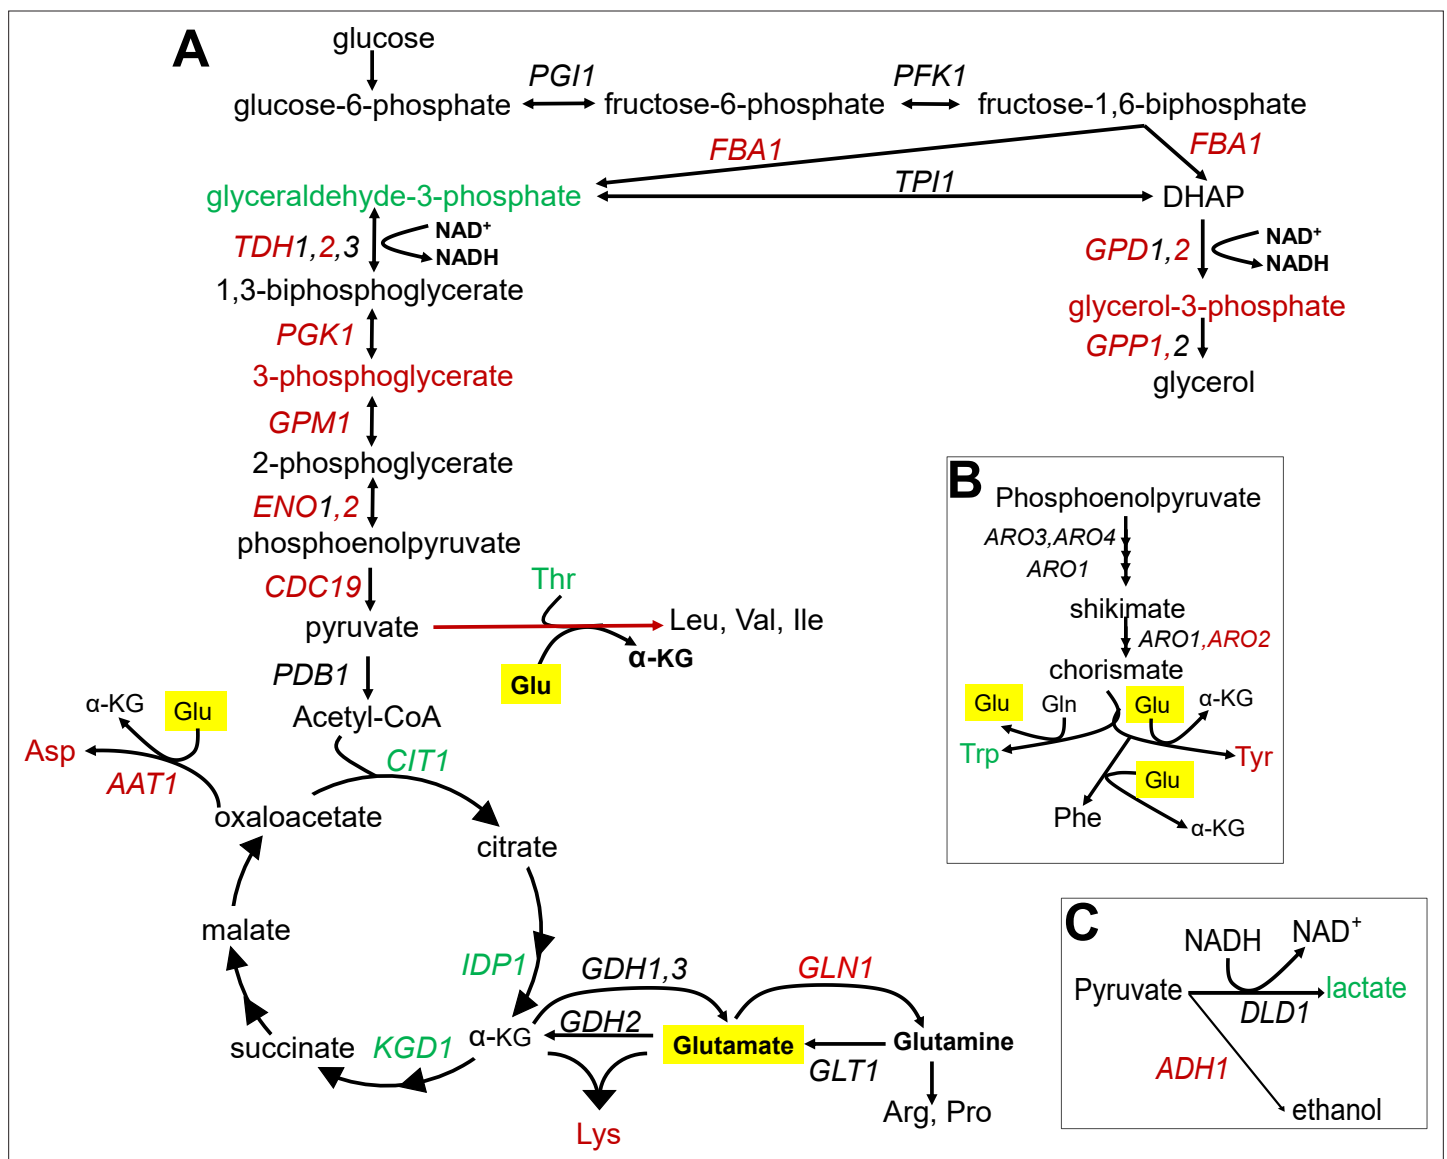 A
glucose
PGI1
PFK1
glucose-6-phosphate
fructose-6-phosphate
fructose-1,6-biphosphate
FBA1
FBA1
glyceraldehyde-3-phosphate
TPI1
DHAP
TDH1,2,3
NAD+
NADH
GPD1,2
NAD+
NADH
1,3-biphosphoglycerate
glycerol-3-phosphate
PGK1
GPP1,2
3-phosphoglycerate
glycerol
GPM1
2-phosphoglycerate
ENO1,2
phosphoenolpyruvate
CDC19
Thr
pyruvate
Leu, Val, Ile
α-KG
Glu
PDB1
α-KG
Glu
Acetyl-CoA
Asp
AAT1
CIT1
oxaloacetate
citrate
malate
IDP1
GDH1,3
GLN1
α-KG
GDH2
Glutamate
Glutamine
succinate
KGD1
GLT1
Arg, Pro
Lys
B
Phosphoenolpyruvate
ARO3,ARO4
ARO1
shikimate
ARO1,ARO2
chorismate
Glu
Gln
Glu
α-KG
Trp
Tyr
Glu
Phe
α-KG
C
NADH
NAD+
Pyruvate
lactate
DLD1
ADH1
ethanol